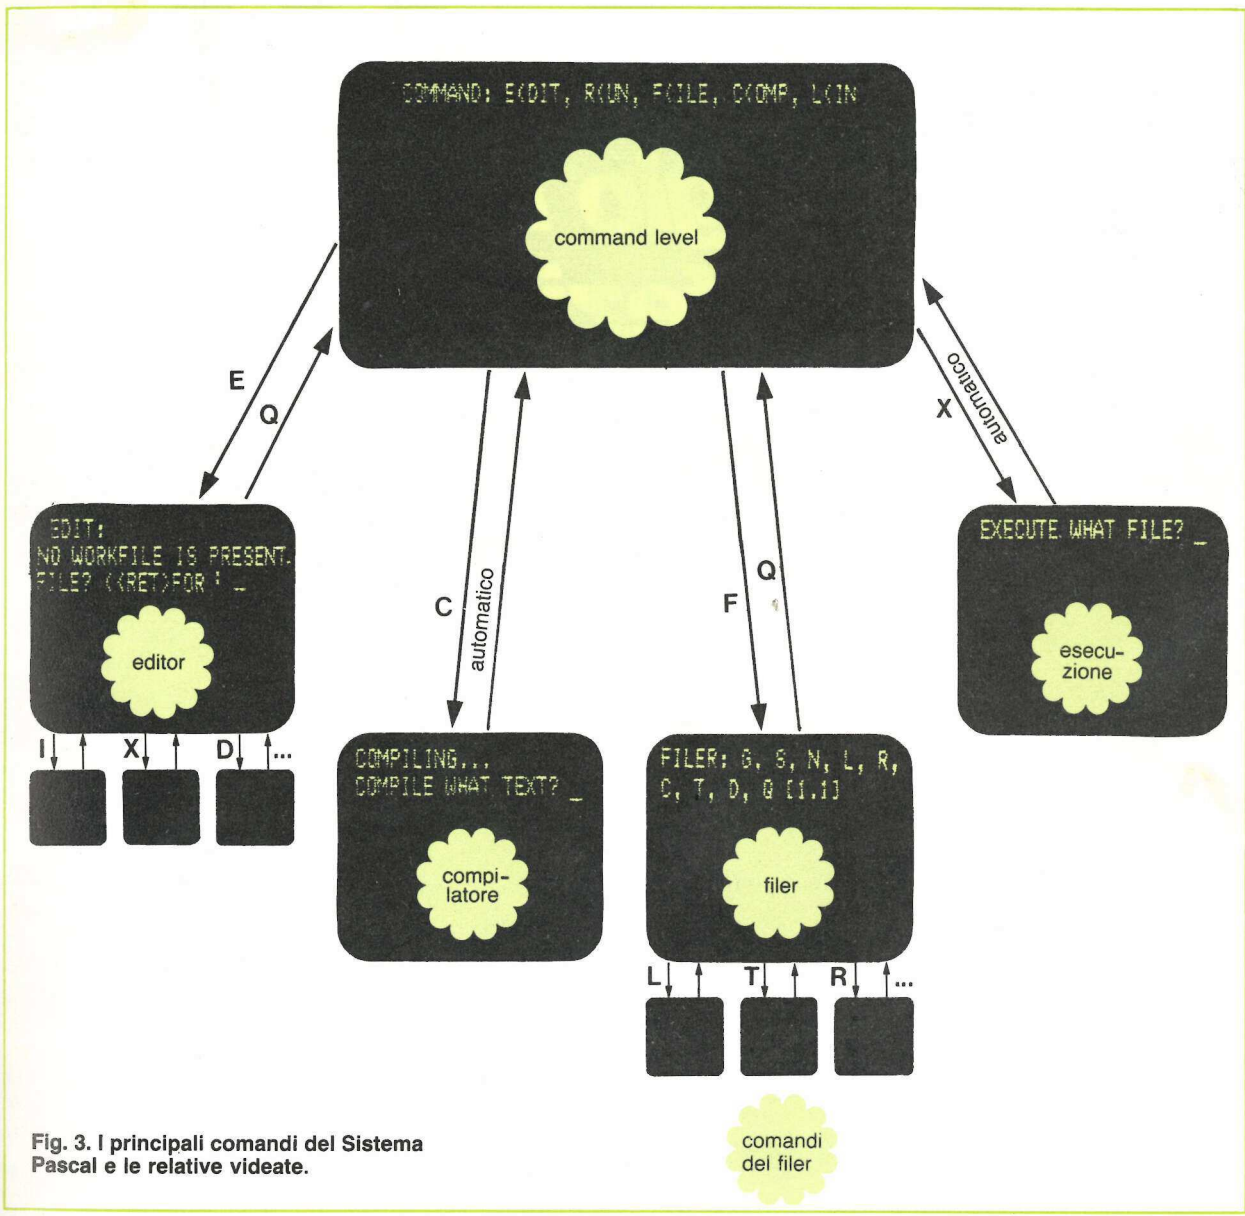 COMMAND: E(DIT, R(UN, F(ILE, C(OMP, L(IN
command level
E
Q
C
automatico
F
Q
X
automatico
EDIT:
NO WORKFILE IS PRESENT.
FILE? (<RET>FOR
editor
I
X
D
...
COMPILING...
COMPILE WHAT TEXT? _
compi-
latore
FILER: G, S, N, L, R,
C, T, D, Q [1.1]
filer
L
T
R
...
EXECUTE WHAT FILE? _
esecu-
zione
comandi
del filer
Fig. 3. I principali comandi del Sistema
Pascal e le relative videate.